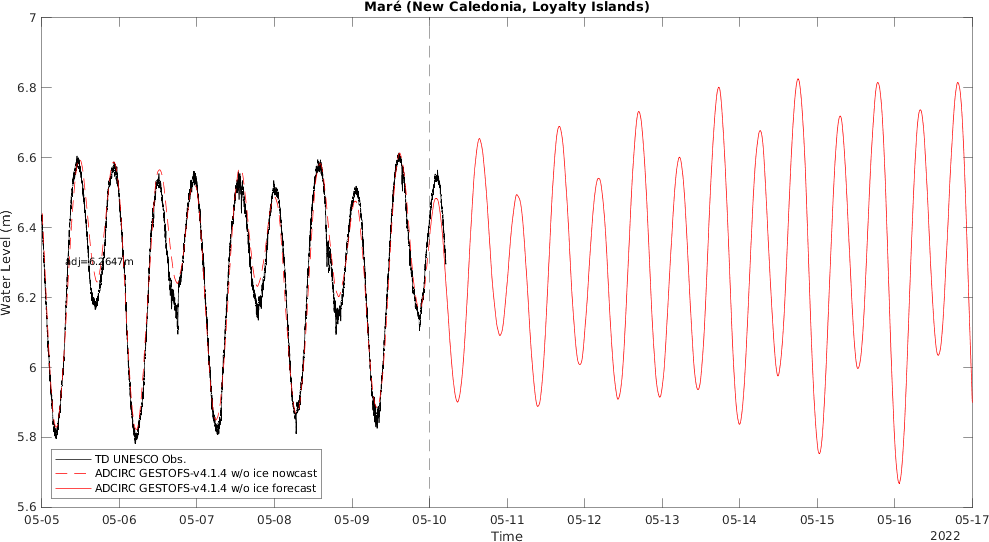 Maré (New Caledonia, Loyalty Islands)
7
6.8
6.6
6.4
6.2
6
5.8
5.6
Water Level (m)
adj=6.2647m
TD UNESCO Obs.
ADCIRC GESTOFS-v4.1.4 w/o ice nowcast
ADCIRC GESTOFS-v4.1.4 w/o ice forecast
05-05 05-06 05-07 05-08 05-09 05-10 05-11 05-12 05-13 05-14 05-15 05-16 05-17
Time
2022